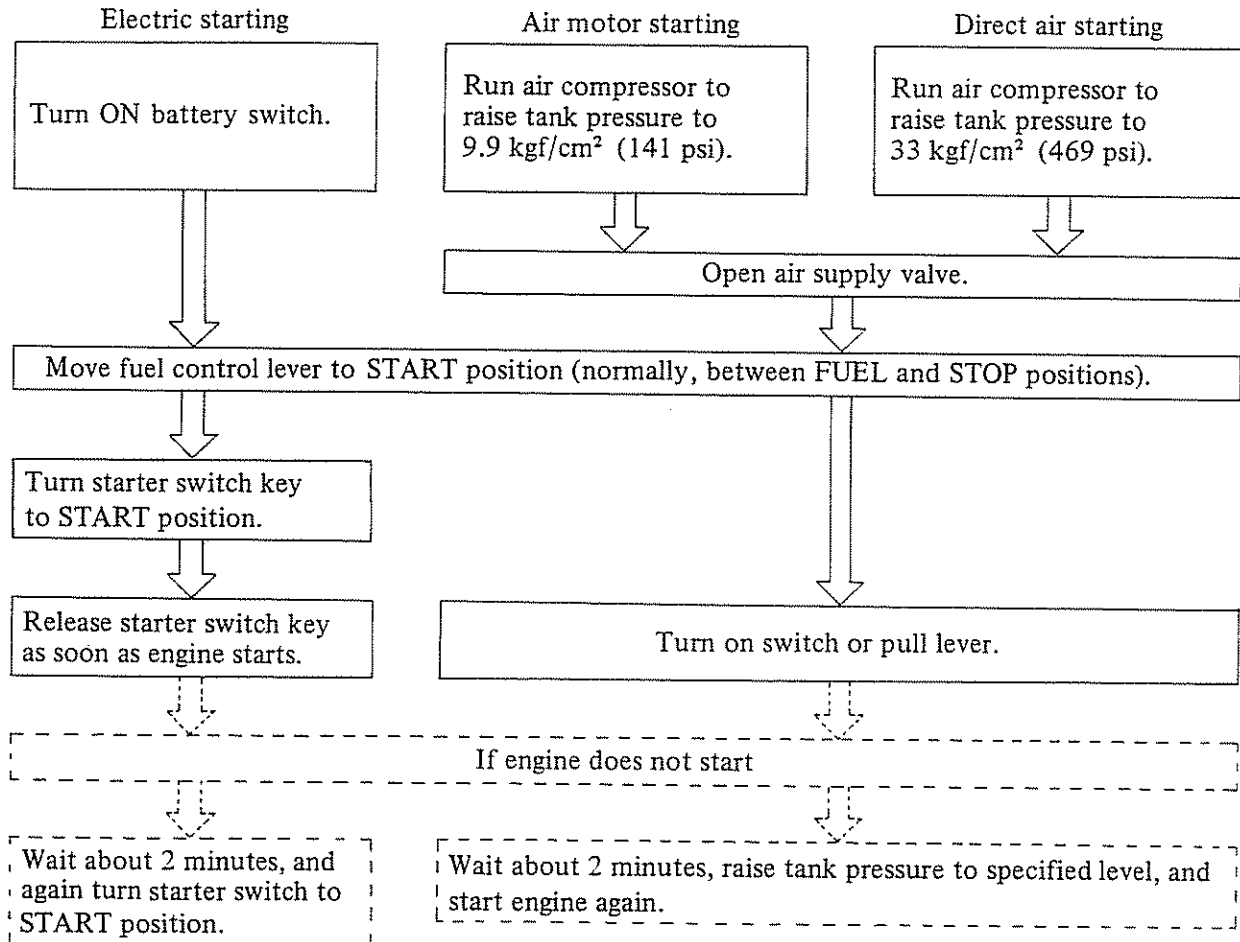 Electric starting
Air motor starting
Direct air starting
Turn ON battery switch.
Run air compressor to
raise tank pressure to
9.9 kgf/cm² (141 psi).
Run air compressor to
raise tank pressure to
33 kgf/cm² (469 psi).
Open air supply valve.
Move fuel control lever to START position (normally, between FUEL and STOP positions).
Turn starter switch key
to START position.
Release starter switch key
as soon as engine starts.
Turn on switch or pull lever.
If engine does not start
Wait about 2 minutes, and
again turn starter switch to
START position.
Wait about 2 minutes, raise tank pressure to specified level, and
start engine again.